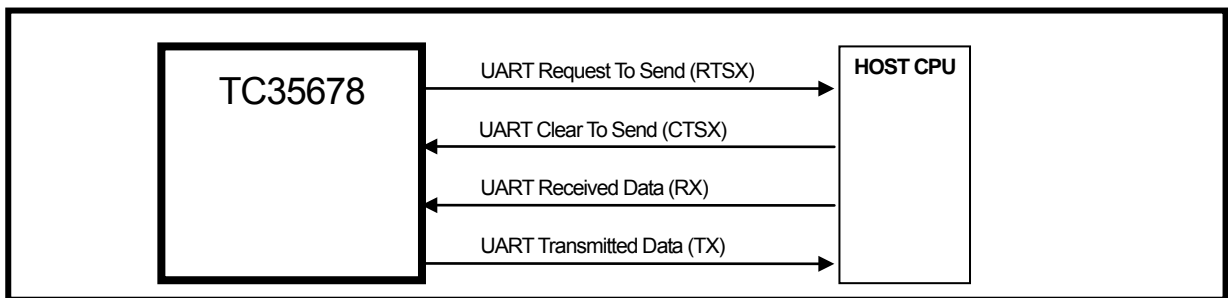 TC35678
UART Request To Send (RTSX)
HOST CPU
UART Clear To Send (CTSX)
UART Received Data (RX)
UART Transmitted Data (TX)